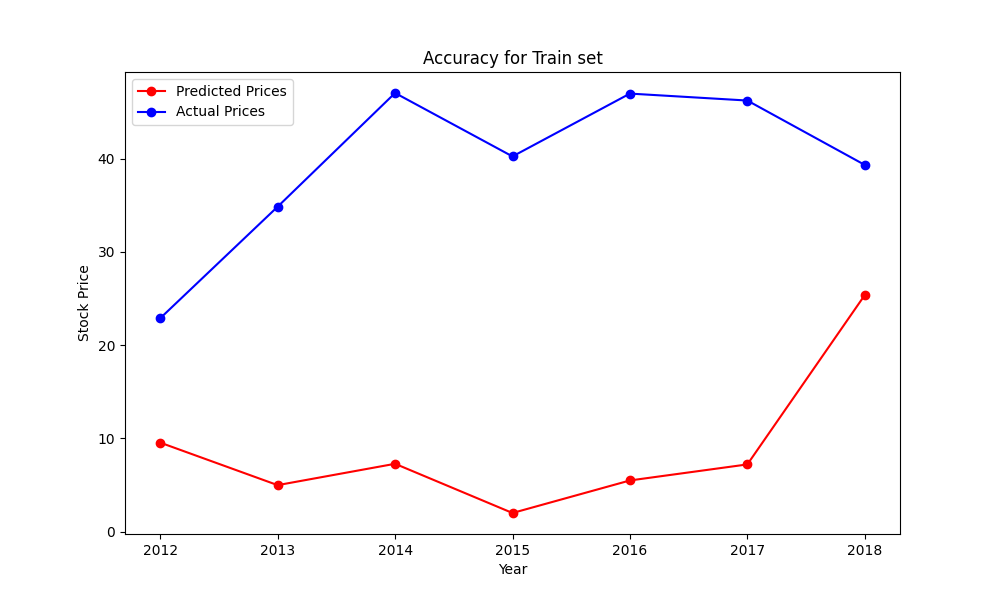 Accuracy for Train set
Predicted Prices
Actual Prices
Stock Price
40
30
20
10
0
2012 2013 2014 2015 2016 2017 2018
Year